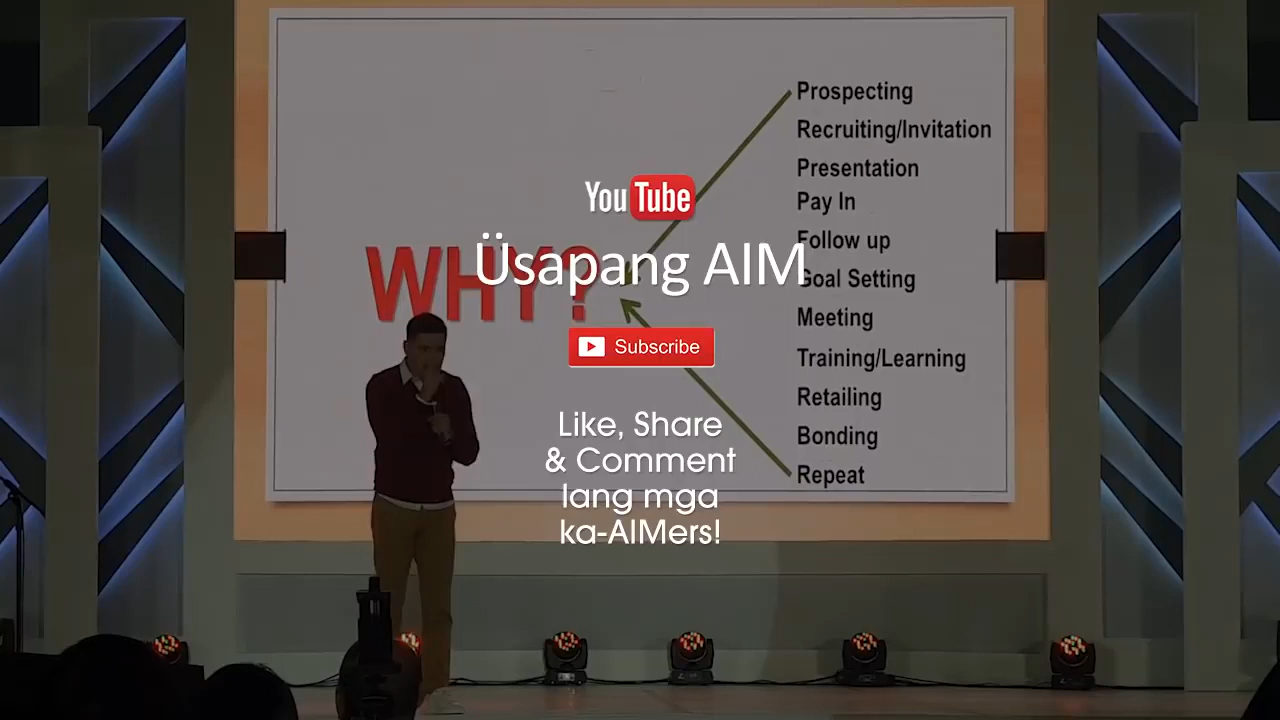 Prospecting
Recruiting/Invitation
Presentation
Pay In
Follow up
Goal Setting
Meeting
Training/Learning
Retailing
Bonding
Repeat
WHY?
YouTube
Üsapang AIM
Subscribe
Like, Share
& Comment
lang mga
ka-AIMers!